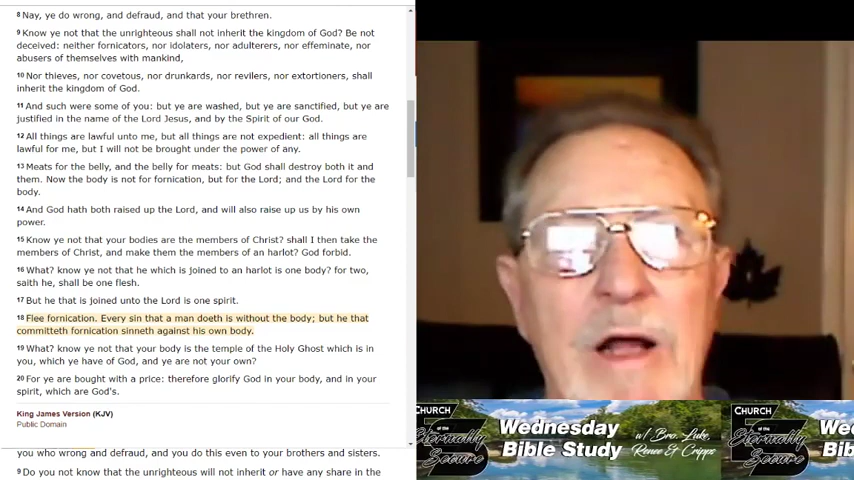 8 Nay, ye do wrong, and defraud, and that your brethren.
9 Know ye not that the unrighteous shall not inherit the kingdom of God? Be not
deceived: neither fornicators, nor idolaters, nor adulterers, nor effeminate, nor
abusers of themselves with mankind,
10 Nor thieves, nor covetous, nor drunkards, nor revilers, nor extortioners, shall
inherit the kingdom of God.
11 And such were some of you: but ye are washed, but ye are sanctified, but ye are
justified in the name of the Lord Jesus, and by the Spirit of our God.
12 All things are lawful unto me, but all things are not expedient: all things are
lawful for me, but I will not be brought under the power of any.
13 Meats for the belly, and the belly for meats: but God shall destroy both it and
them. Now the body is not for fornication, but for the Lord; and the Lord for the
body.
14 And God hath both raised up the Lord, and will also raise up us by his own
power.
15 Know ye not that your bodies are the members of Christ? shall I then take the
members of Christ, and make them the members of an harlot? God forbid.
16 What? know ye not that he which is joined to an harlot is one body? for two,
saith he, shall be one flesh.
17 But he that is joined unto the Lord is one spirit.
18 Flee fornication. Every sin that a man doeth is without the body; but he that
committeth fornication sinneth against his own body.
19 What? know ye not that your body is the temple of the Holy Ghost which is in
you, which ye have of God, and ye are not your own?
20 For ye are bought with a price: therefore glorify God in your body, and in your
spirit, which are God's.
King James Version (KJV)
Public Domain
you who wrong and defraud, and you do this even to your brothers and sisters.
9 Do you not know that the unrighteous will not inherit or have any share in the
CHURCH
of the
Eternally
Secure
Wednesday
Bible Study
w/ Bro. Luke,
Renee & Cripps
CHURCH
of the
Eternally
Secure
We
Bib